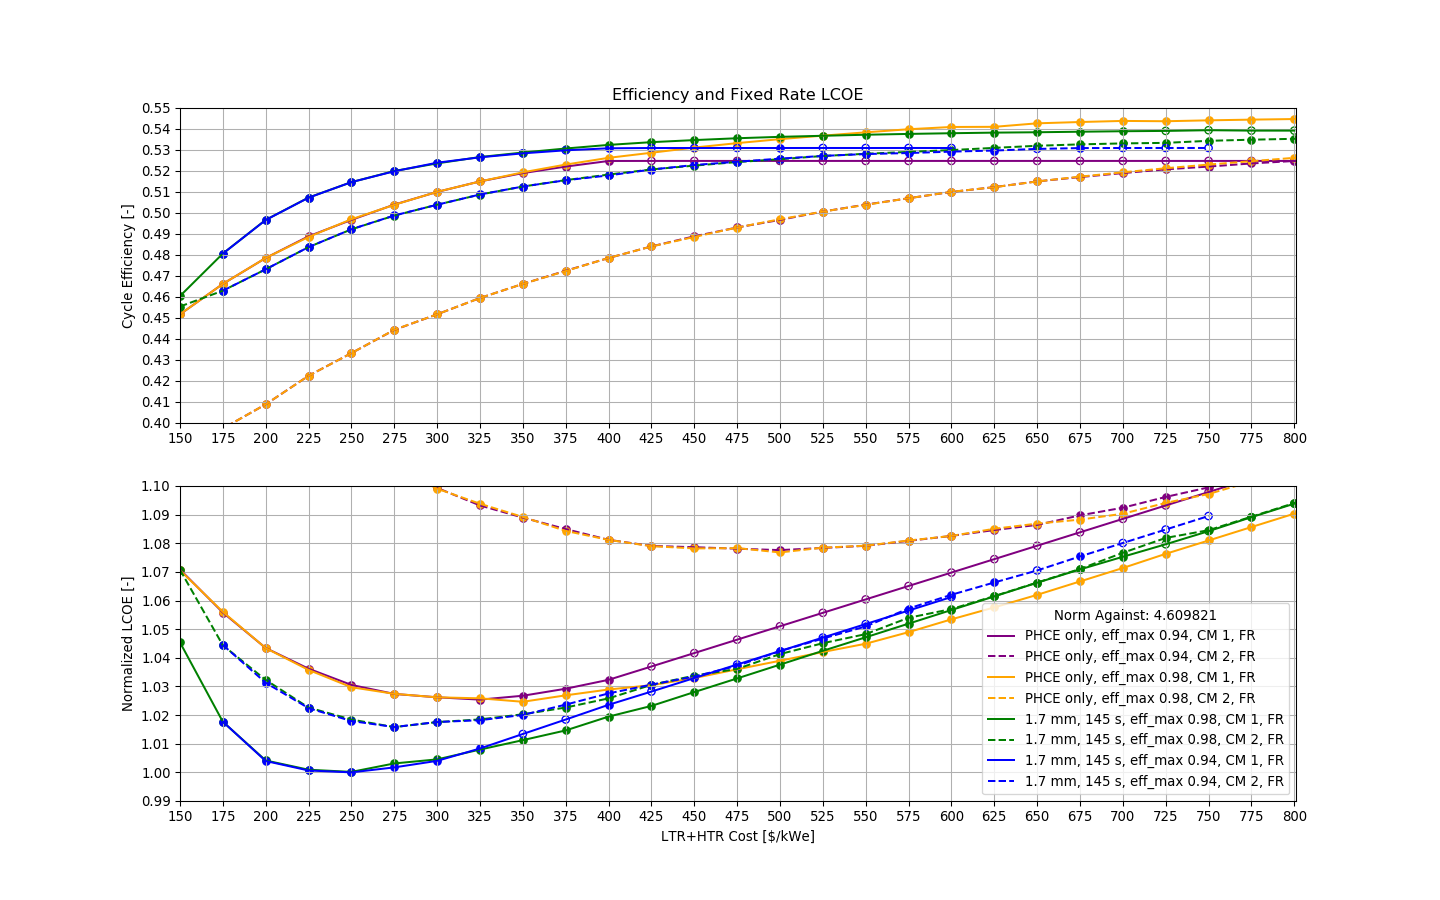 Efficiency and Fixed Rate LCOE
Cycle Efficiency [-]
0.55
0.54
0.53
0.52
0.51
0.50
0.49
0.48
0.47
0.46
0.45
0.44
0.43
0.42
0.41
0.40
150 175 200 225 250 275 300 325 350 375 400 425 450 475 500 525 550 575 600 625 650 675 700 725 750 775 800
Normalized LCOE [-]
1.10
1.09
1.08
1.07
1.06
1.05
1.04
1.03
1.02
1.01
1.00
0.99
Norm Against: 4.609821
PHCE only, eff_max 0.94, CM 1, FR
PHCE only, eff_max 0.94, CM 2, FR
PHCE only, eff_max 0.98, CM 1, FR
PHCE only, eff_max 0.98, CM 2, FR
1.7 mm, 145 s, eff_max 0.98, CM 1, FR
1.7 mm, 145 s, eff_max 0.98, CM 2, FR
1.7 mm, 145 s, eff_max 0.94, CM 1, FR
1.7 mm, 145 s, eff_max 0.94, CM 2, FR
150 175 200 225 250 275 300 325 350 375 400 425 450 475 500 525 550 575 600 625 650 675 700 725 750 775 800
LTR+HTR Cost [$/kWe]